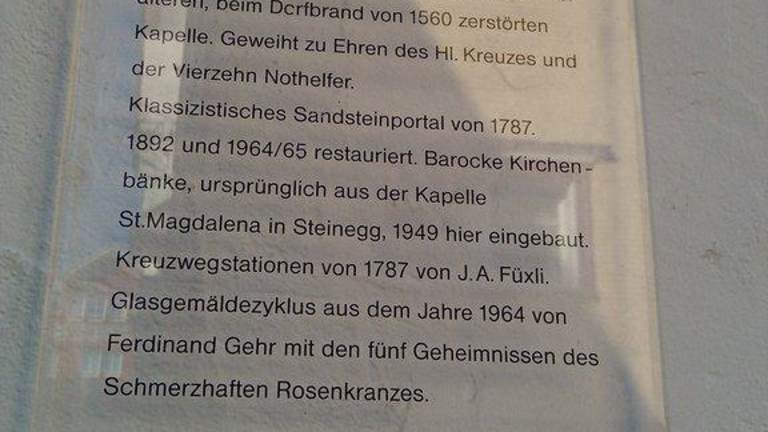 älteren, beim Dorfbrand von 1560 zerstörten
Kapelle. Geweiht zu Ehren des Hl. Kreuzes und
der Vierzehn Nothelfer.
Klassizistisches Sandsteinportal von 1787.
1892 und 1964/65 restauriert. Barocke Kirchen-
bänke, ursprünglich aus der Kapelle
St.Magdalena in Steinegg, 1949 hier eingebaut.
Kreuzwegstationen von 1787 von J.A. Füxli.
Glasgemäldezyklus aus dem Jahre 1964 von
Ferdinand Gehr mit den fünf Geheimnissen des
Schmerzhaften Rosenkranzes.